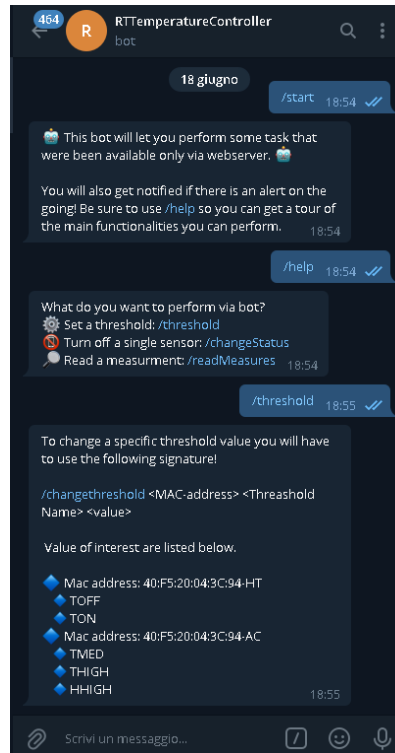 464
R
RTTemperatureController
bot
18 giugno
/start 18:54
🤖 This bot will let you perform some task that
were been available only via webserver. 🤖
You will also get notified if there is an alert on the
going! Be sure to use /help so you can get a tour of
the main functionalities you can perform. 18:54
/help 18:54
What do you want to perform via bot?
⚙️ Set a threshold: /threshold
📵 Turn off a single sensor: /changeStatus
🔎 Read a measurment: /readMeasures 18:54
/threshold 18:55
To change a specific threshold value you will have
to use the following signature!
/changethreshold <MAC-address> <Threashold
Name> <value>
Value of interest are listed below.
🔷 Mac address: 40:F5:20:04:3C:94-HT
🔹 TOFF
🔹 TON
🔷 Mac address: 40:F5:20:04:3C:94-AC
🔹 TMED
🔹 THIGH
🔹 HHIGH 18:55
Scrivi un messaggio...